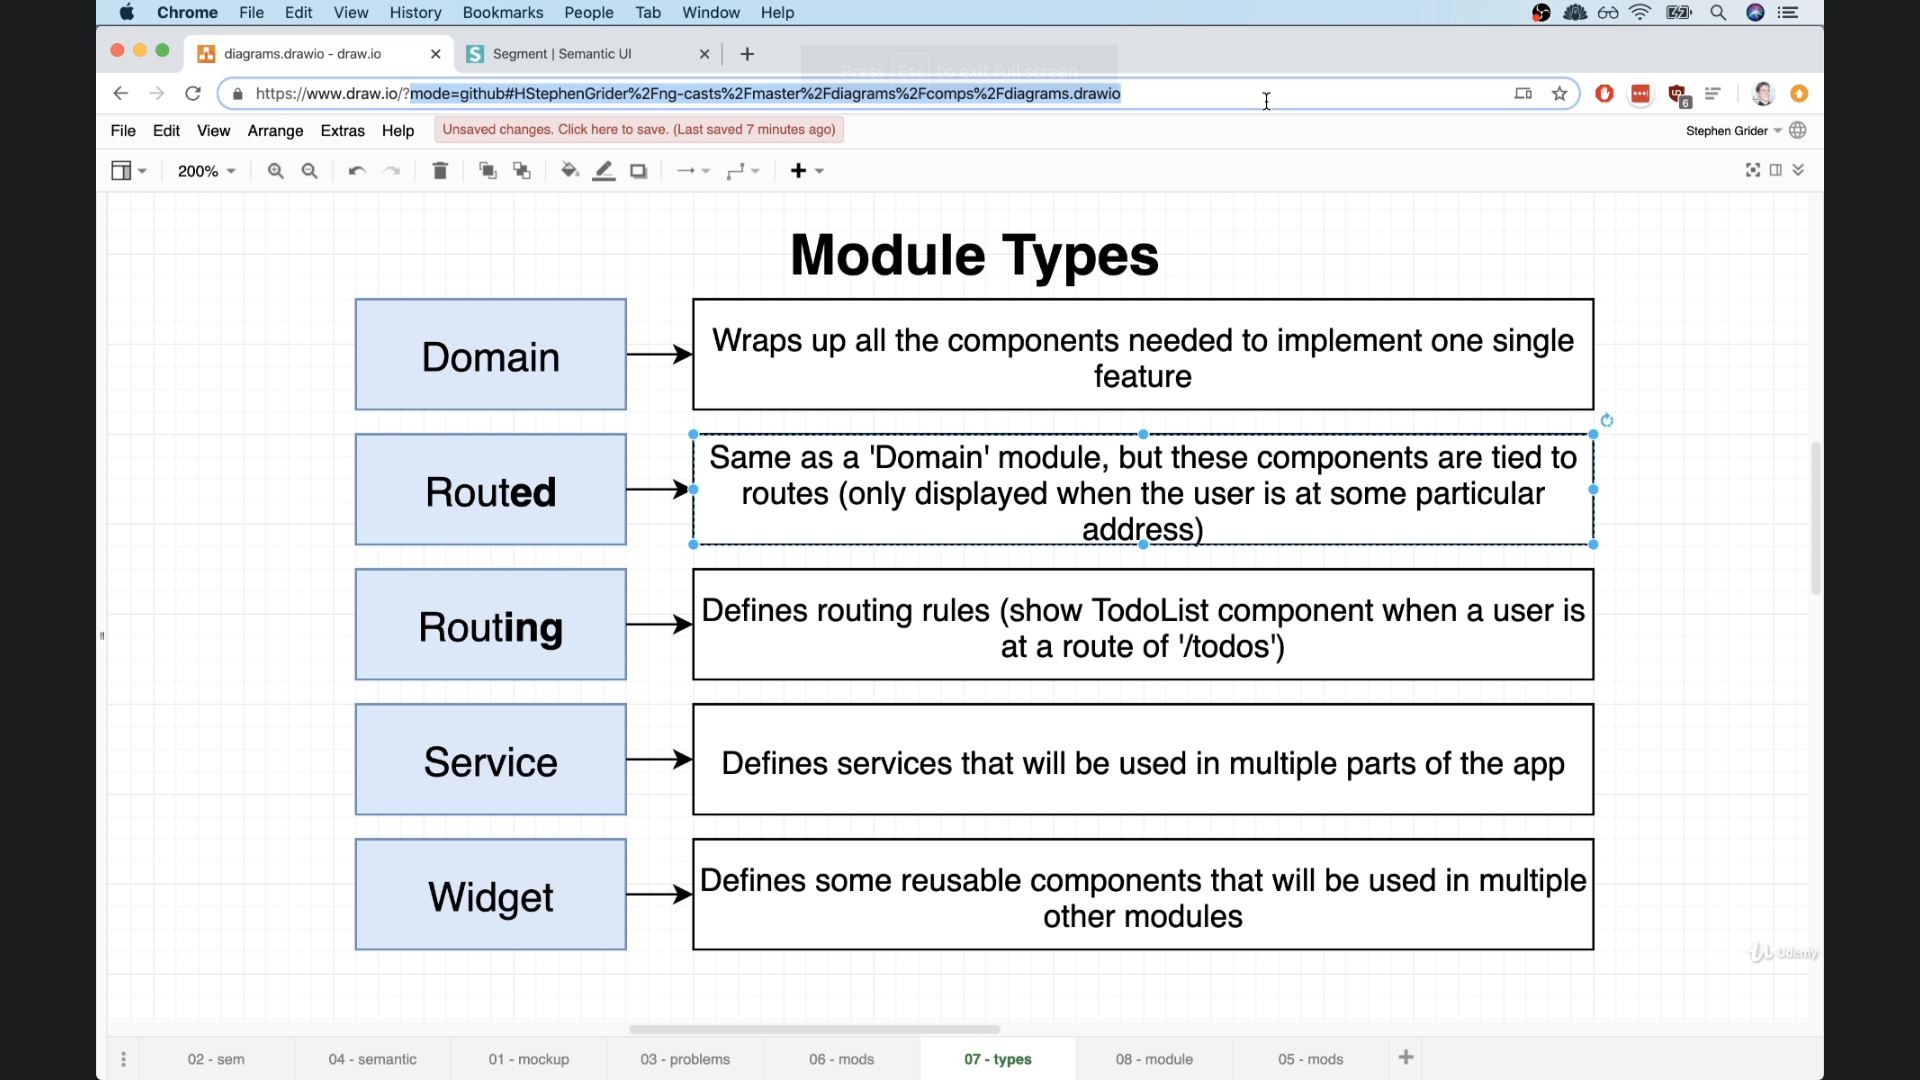 Chrome File Edit View History Bookmarks People Tab Window Help
diagrams.drawio - draw.io
Segment | Semantic UI
Press Esc to exit full screen
https://www.draw.io/?mode=github#HStephenGrider%2Fng-casts%2Fmaster%2Fdiagrams%2Fcomps%2Fdiagrams.drawio
6
File Edit View Arrange Extras Help
Unsaved changes. Click here to save. (Last saved 7 minutes ago)
Stephen Grider
200%
Module Types
Domain
Wraps up all the components needed to implement one single
feature
Routed
Same as a 'Domain' module, but these components are tied to
routes (only displayed when the user is at some particular
address)
Routing
Defines routing rules (show TodoList component when a user is
at a route of '/todos')
Service
Defines services that will be used in multiple parts of the app
Widget
Defines some reusable components that will be used in multiple
other modules
Udemy
02 - sem
04 - semantic
01 - mockup
03 - problems
06 - mods
07 - types
08 - module
05 - mods